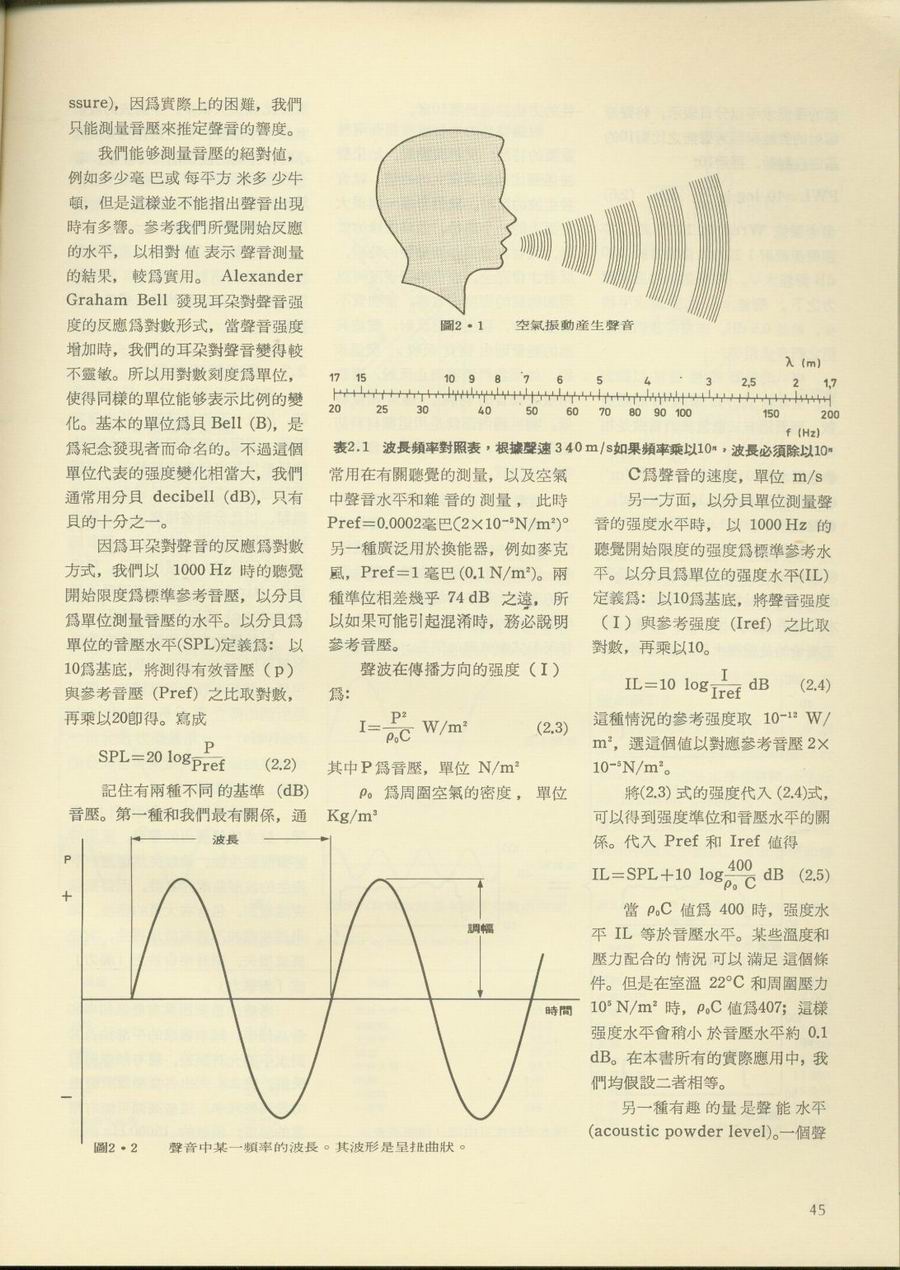 ssure)，因爲實際上的困難，我們
只能測量音壓來推定聲音的響度。
我們能够測量音壓的絕對値，
例如多少毫巴或每平方米多少牛
頓，但是這樣並不能指出聲音出現
時有多響。參考我們所覺開始反應
的水平，以相對値表示聲音測量
的結果，較爲實用。Alexander
Graham Bell 發現耳朶對聲音强
度的反應爲對數形式，當聲音强度
增加時，我們的耳朶對聲音變得較
不靈敏。所以用對數刻度爲單位，
使得同樣的單位能够表示比例的變
化。基本的單位爲貝 Bell (B)，是
爲紀念發現者而命名的。不過這個
單位代表的强度變化相當大，我們
通常用分貝 decibell (dB)，只有
貝的十分之一。
因爲耳朶對聲音的反應爲對數
方式，我們以 1000 Hz 時的聽覺
開始限度爲標準參考音壓，以分貝
爲單位測量音壓的水平。以分貝爲
單位的音壓水平(SPL)定義爲：以
10爲基底，將測得有效音壓（p）
與參考音壓（Pref）之比取對數，
再乘以20卽得。寫成
SPL=20 log P/Pref (2.2)
記住有兩種不同的基準 (dB)
音壓。第一種和我們最有關係，通
圖2・1 空氣振動産生聲音
λ (m)
17 15 10 9 8 7 6 5 4 3 2,5 2 1,7
20 25 30 40 50 60 70 80 90 100 150 200
f (Hz)
表2.1 波長頻率對照表，根據聲速340m/s如果頻率乘以10ⁿ，波長必須除以10ⁿ
常用在有關聽覺的測量，以及空氣
中聲音水平和雜音的測量，此時
Pref=0.0002毫巴(2×10⁻⁵N/m²)°
另一種廣泛用於換能器，例如麥克
風，Pref=1 毫巴 (0.1 N/m²)。兩
種準位相差幾乎 74 dB 之遠，所
以如果可能引起混淆時，務必說明
參考音壓。
聲波在傳播方向的强度（I）
爲：
I= P²/ρ₀C W/m² (2.3)
其中P爲音壓，單位 N/m²
ρ₀ 爲周圍空氣的密度，單位
Kg/m³
C爲聲音的速度，單位 m/s
另一方面，以分貝單位測量聲
音的强度水平時，以 1000 Hz 的
聽覺開始限度的强度爲標準參考水
平。以分貝爲單位的强度水平(IL)
定義爲：以10爲基底，將聲音强度
（I）與參考强度（Iref）之比取
對數，再乘以10。
IL=10 log I/Iref dB (2.4)
這種情況的參考强度取 10⁻¹² W/
m²，選這個値以對應參考音壓 2×
10⁻⁵N/m²。
將(2.3) 式的强度代入 (2.4)式，
可以得到强度準位和音壓水平的關
係。代入 Pref 和 Iref 値得
IL=SPL+10 log 400/ρ₀ C dB (2.5)
當 ρ₀C 値爲 400 時，强度水
平 IL 等於音壓水平。某些溫度和
壓力配合的情況可以滿足這個條
件。但是在室溫 22°C 和周圍壓力
10⁵ N/m² 時，ρ₀C 値爲407；這樣
强度水平會稍小於音壓水平約 0.1
dB。在本書所有的實際應用中，我
們均假設二者相等。
另一種有趣的量是聲能水平
(acoustic powder level)。一個聲
波長
P
+
調幅
時間
−
圖2・2 聲音中某一頻率的波長。其波形是呈扭曲狀。
45